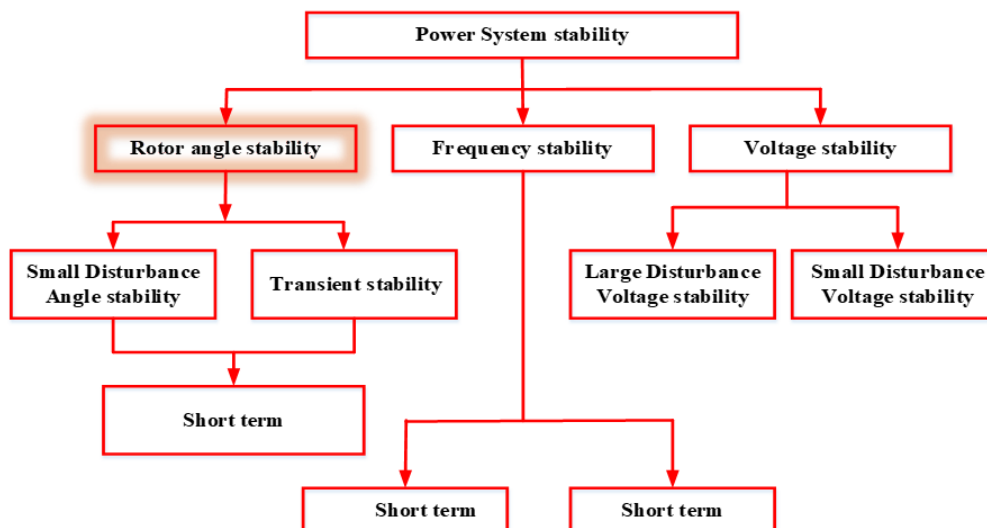 Power System stability
Rotor angle stability
Frequency stability
Voltage stability
Small Disturbance
Angle stability
Transient stability
Large Disturbance
Voltage stability
Small Disturbance
Voltage stability
Short term
Short term
Short term